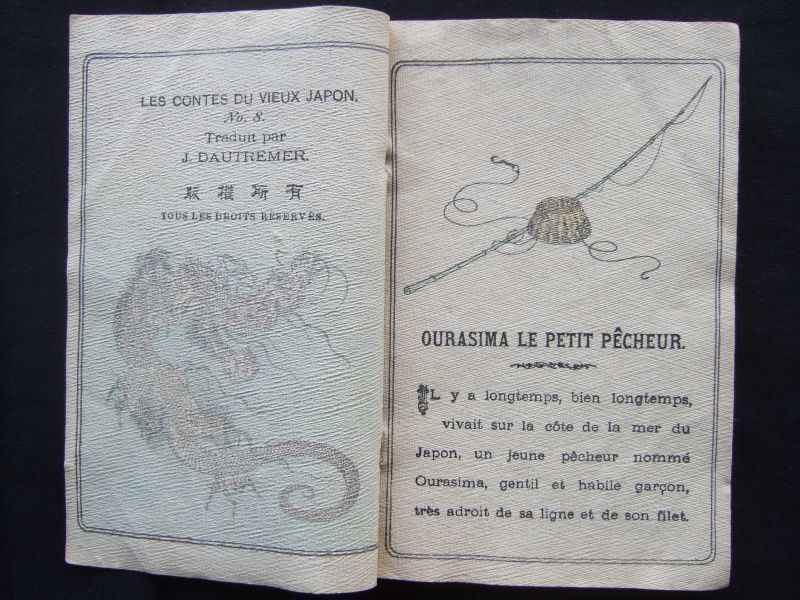 LES CONTES DU VIEUX JAPON.
No. 8.
Traduit par
J. DAUTREMER.
版權所有
TOUS LES DROITS RÉSERVÉS.
OURASIMA LE PETIT PÊCHEUR.
IL y a longtemps, bien longtemps,
vivait sur la côte de la mer du
Japon, un jeune pêcheur nommé
Ourasima, gentil et habile garçon,
très adroit de sa ligne et de son filet.